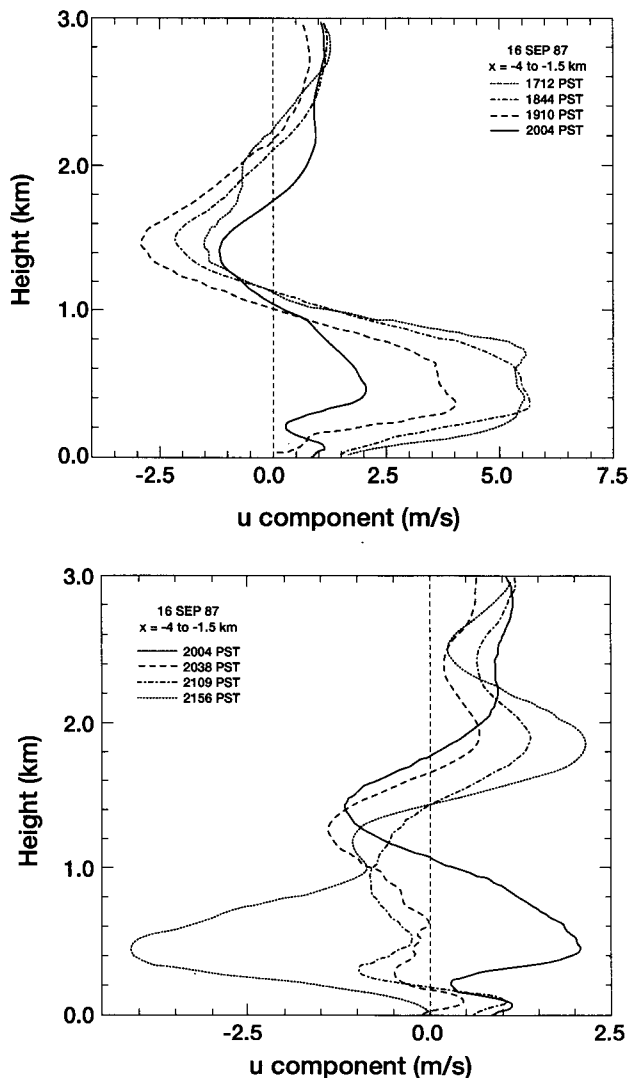 3.0
16 SEP 87
x = -4 to -1.5 km
1712 PST
1844 PST
1910 PST
2004 PST
2.0
Height (km)
1.0
0.0
-2.5 0.0 2.5 5.0 7.5
u component (m/s)
3.0
16 SEP 87
x = -4 to -1.5 km
2004 PST
2038 PST
2109 PST
2156 PST
2.0
Height (km)
1.0
0.0
-2.5 0.0 2.5
u component (m/s)